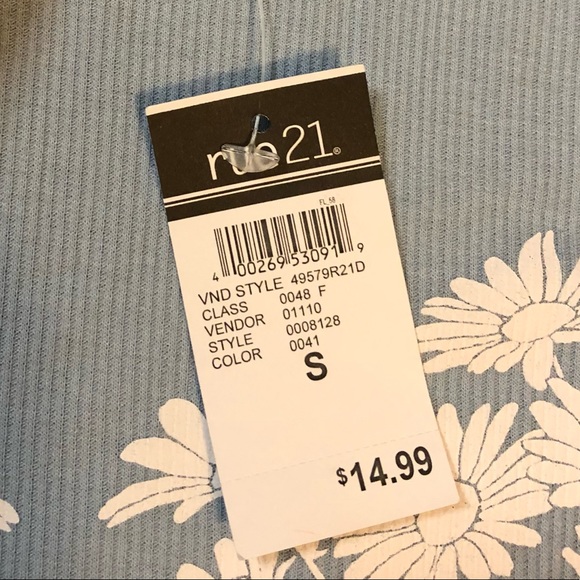 rue21®
FL 58
4 00269 53091 9
VND STYLE 49579R21D
CLASS 0048 F
VENDOR 01110
STYLE 0008128
COLOR 0041
S
$14.99